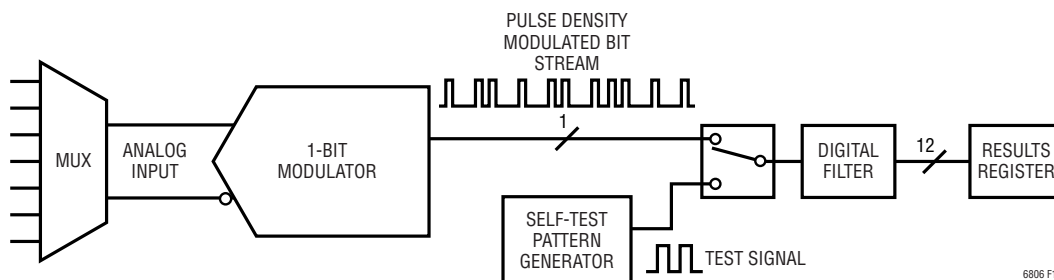 PULSE DENSITY
MODULATED BIT
STREAM
1
MUX
ANALOG
INPUT
1-BIT
MODULATOR
DIGITAL
FILTER
12
RESULTS
REGISTER
SELF-TEST
PATTERN
GENERATOR
TEST SIGNAL